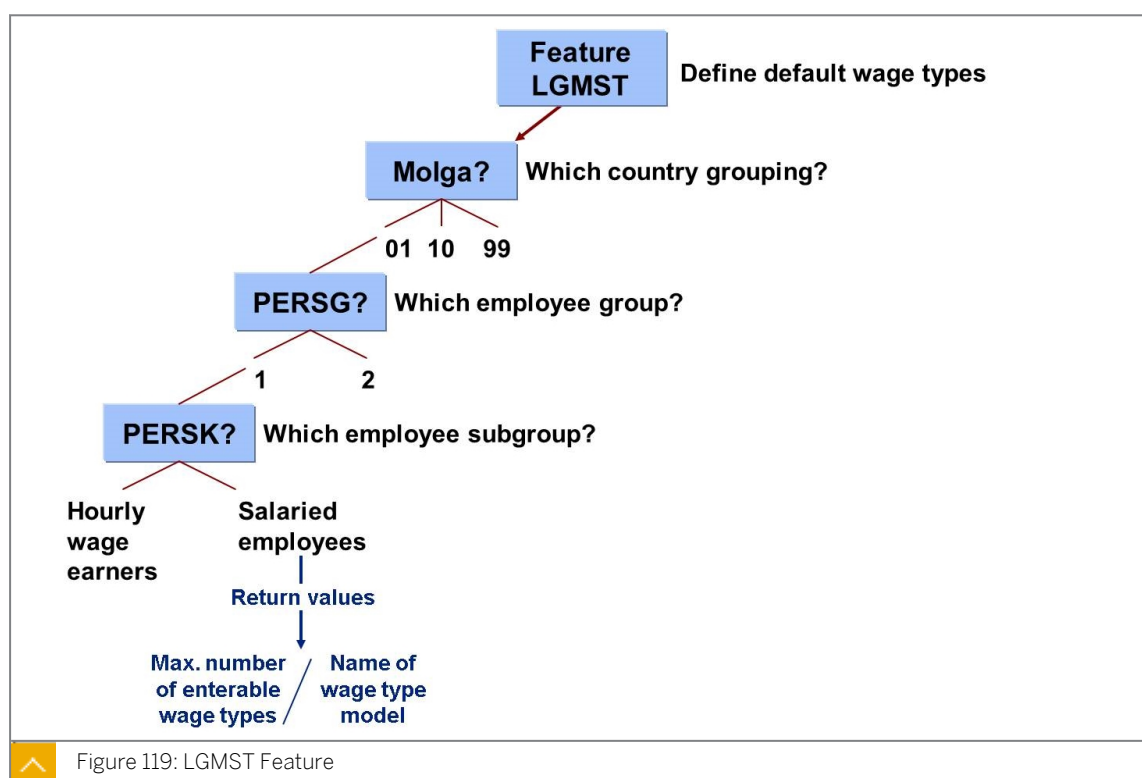 Feature
LGMST
Define default wage types
Molga?
Which country grouping?
01 10 99
PERSG?
Which employee group?
1 2
PERSK?
Which employee subgroup?
Hourly
wage
earners
Salaried
employees
Return values
Max. number
of enterable
wage types
/
Name of
wage type
model
Figure 119: LGMST Feature